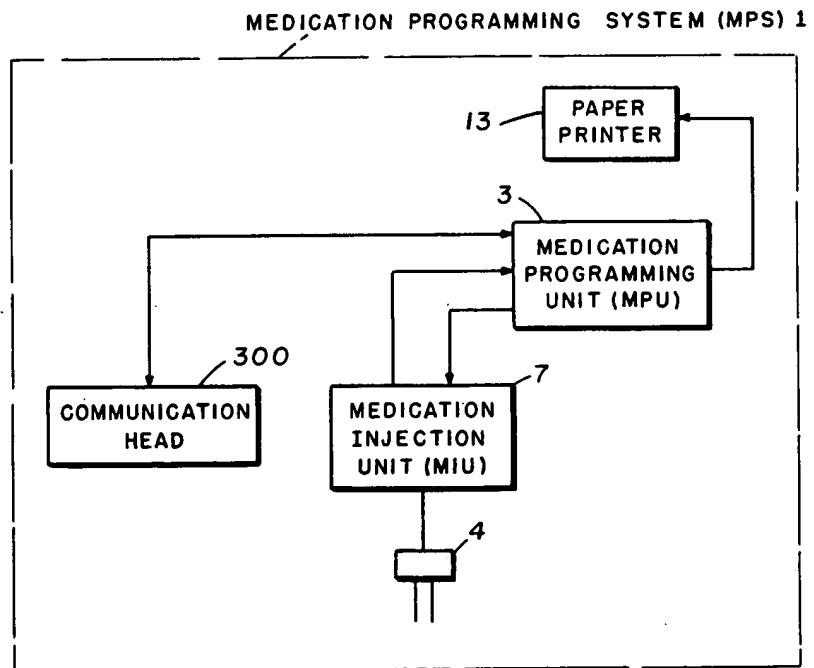 MEDICATION PROGRAMMING SYSTEM (MPS) 1
13
PAPER
PRINTER
3
MEDICATION
PROGRAMMING
UNIT (MPU)
300
COMMUNICATION
HEAD
7
MEDICATION
INJECTION
UNIT (MIU)
4